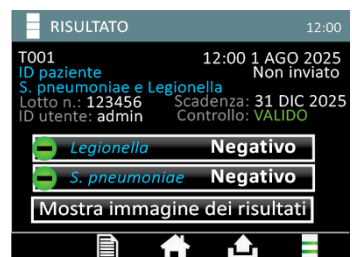 RISULTATO 12:00
T001 12:00 1 AGO 2025
ID paziente Non inviato
S. pneumoniae e Legionella
Lotto n.: 123456 Scadenza: 31 DIC 2025
ID utente: admin Controllo: VALIDO
Legionella Negativo
S. pneumoniae Negativo
Mostra immagine dei risultati